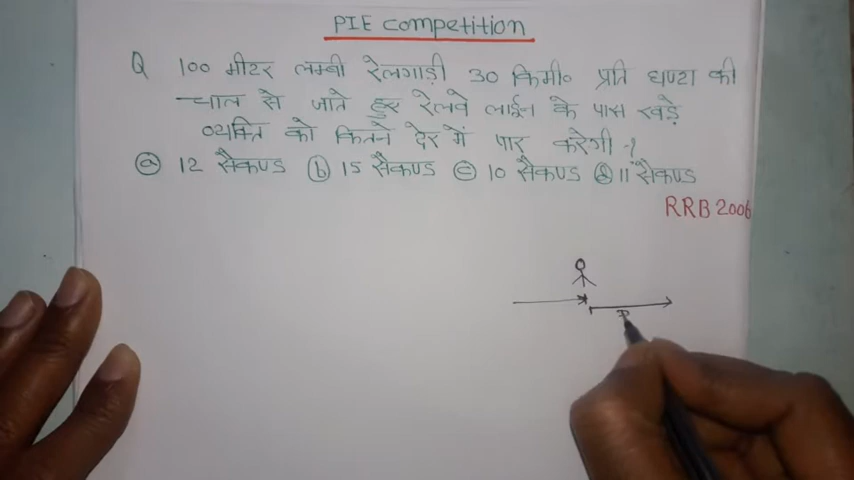 PIE competition
Q 100 मीटर लम्बी रेलगाड़ी 30 किमी० प्रति घण्टा की
चाल से जाते हुए रेलवे लाईन के पास खड़े
व्यक्ति को कितने देर में पार करेगी ?
ⓐ 12 सैकण्ड ⓑ 15 सैकण्ड ⓒ 10 सैकण्ड ⓓ 11 सैकण्ड
RRB 2006